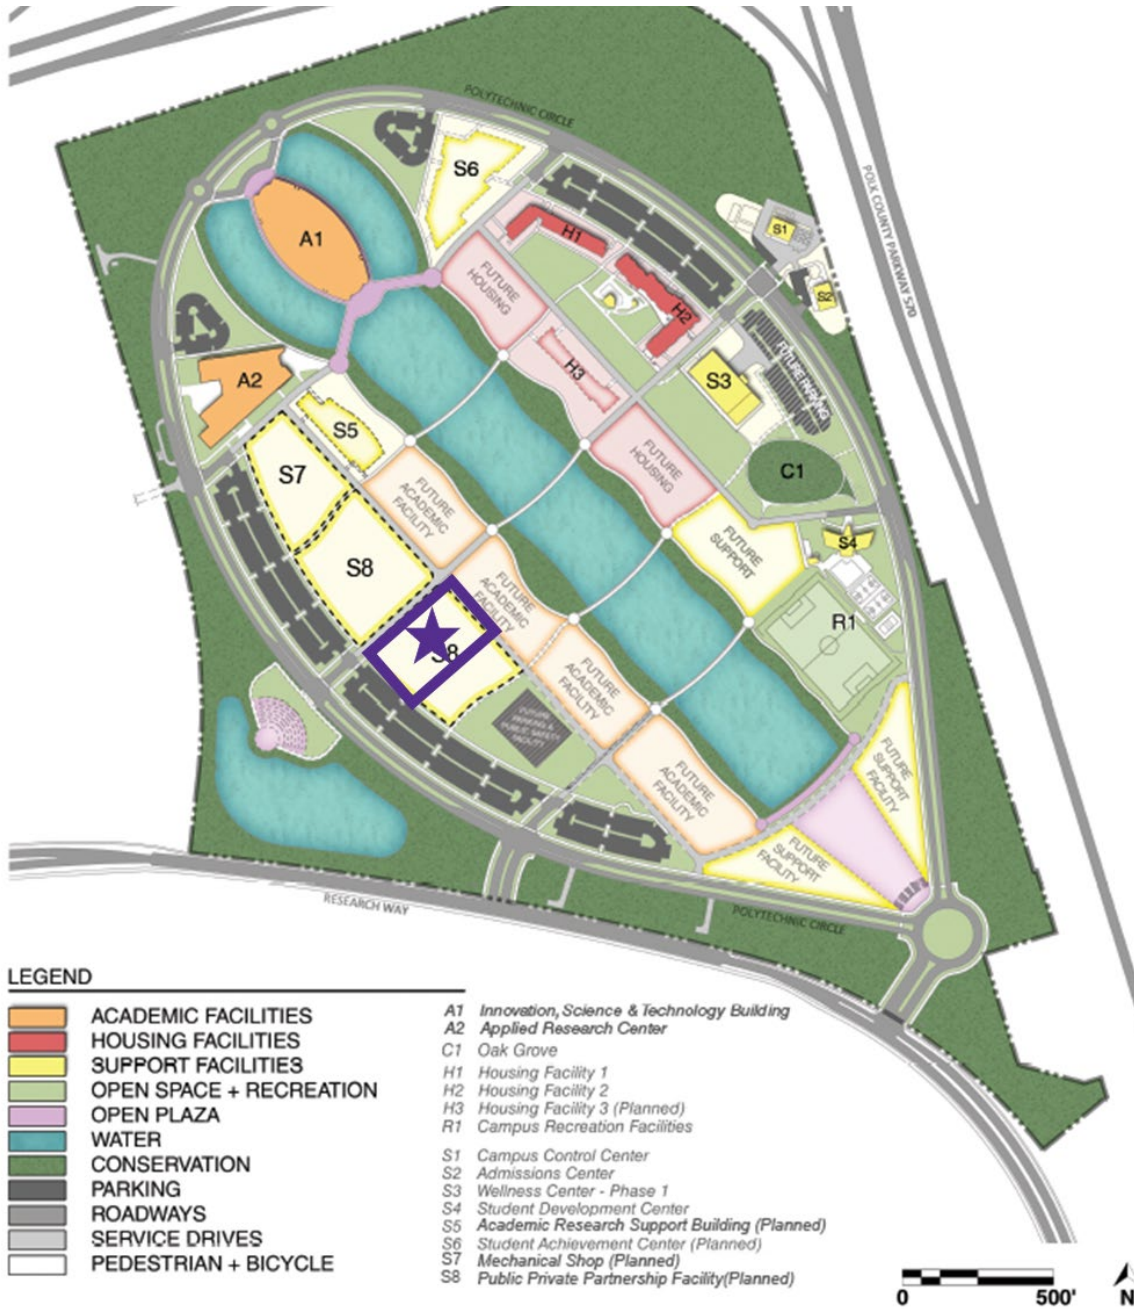 POLYTECHNIC CIRCLE
POLK COUNTY PARKWAY 570
S6
A1
H1
S1
S2
FUTURE
HOUSING
H2
H3
S3
FUTURE PARKING
A2
S5
FUTURE
HOUSING
C1
S7
FUTURE
ACADEMIC
FACILITY
FUTURE
SUPPORT
S4
S8
FUTURE
ACADEMIC
FACILITY
R1
S8
FUTURE
ACADEMIC
FACILITY
FUTURE
PARKING &
PUBLIC SAFETY
FACILITY
FUTURE
SUPPORT
FACILITY
FUTURE
ACADEMIC
FACILITY
FUTURE
SUPPORT
FACILITY
RESEARCH WAY
POLYTECHNIC CIRCLE
LEGEND
ACADEMIC FACILITIES
HOUSING FACILITIES
SUPPORT FACILITIES
OPEN SPACE + RECREATION
OPEN PLAZA
WATER
CONSERVATION
PARKING
ROADWAYS
SERVICE DRIVES
PEDESTRIAN + BICYCLE
A1 Innovation, Science & Technology Building
A2 Applied Research Center
C1 Oak Grove
H1 Housing Facility 1
H2 Housing Facility 2
H3 Housing Facility 3 (Planned)
R1 Campus Recreation Facilities
S1 Campus Control Center
S2 Admissions Center
S3 Wellness Center - Phase 1
S4 Student Development Center
S5 Academic Research Support Building (Planned)
S6 Student Achievement Center (Planned)
S7 Mechanical Shop (Planned)
S8 Public Private Partnership Facility(Planned)
0 500'
N